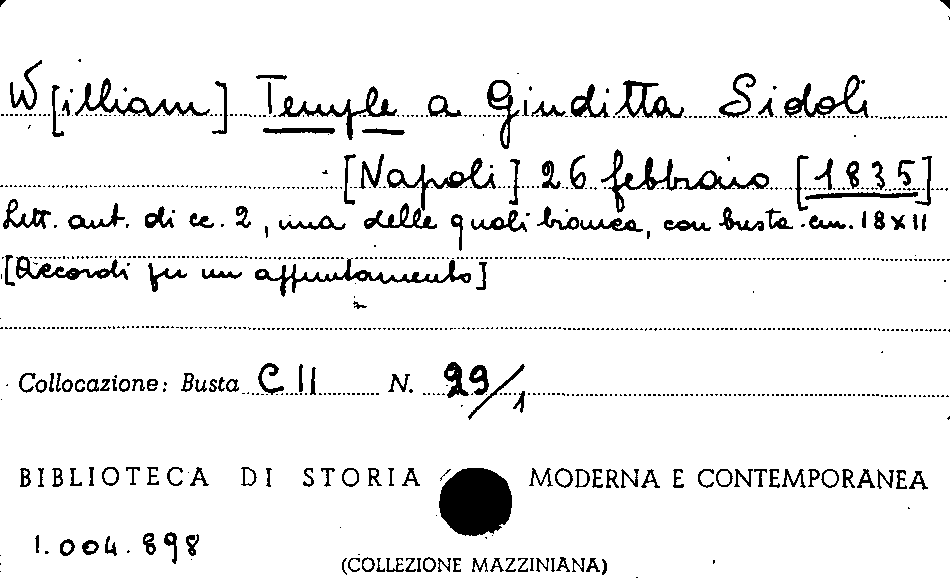 W[illiam] Temple a Giuditta Sidoli
[Napoli] 26 febbraio [1835]
Lett. aut. di cc. 2, una delle quali bianca, con busta. cm. 18x11
[Accordi per un appuntamento]
Collocazione: Busta C II N. 29/1
BIBLIOTECA DI STORIA MODERNA E CONTEMPORANEA
1.004.898
(COLLEZIONE MAZZINIANA)